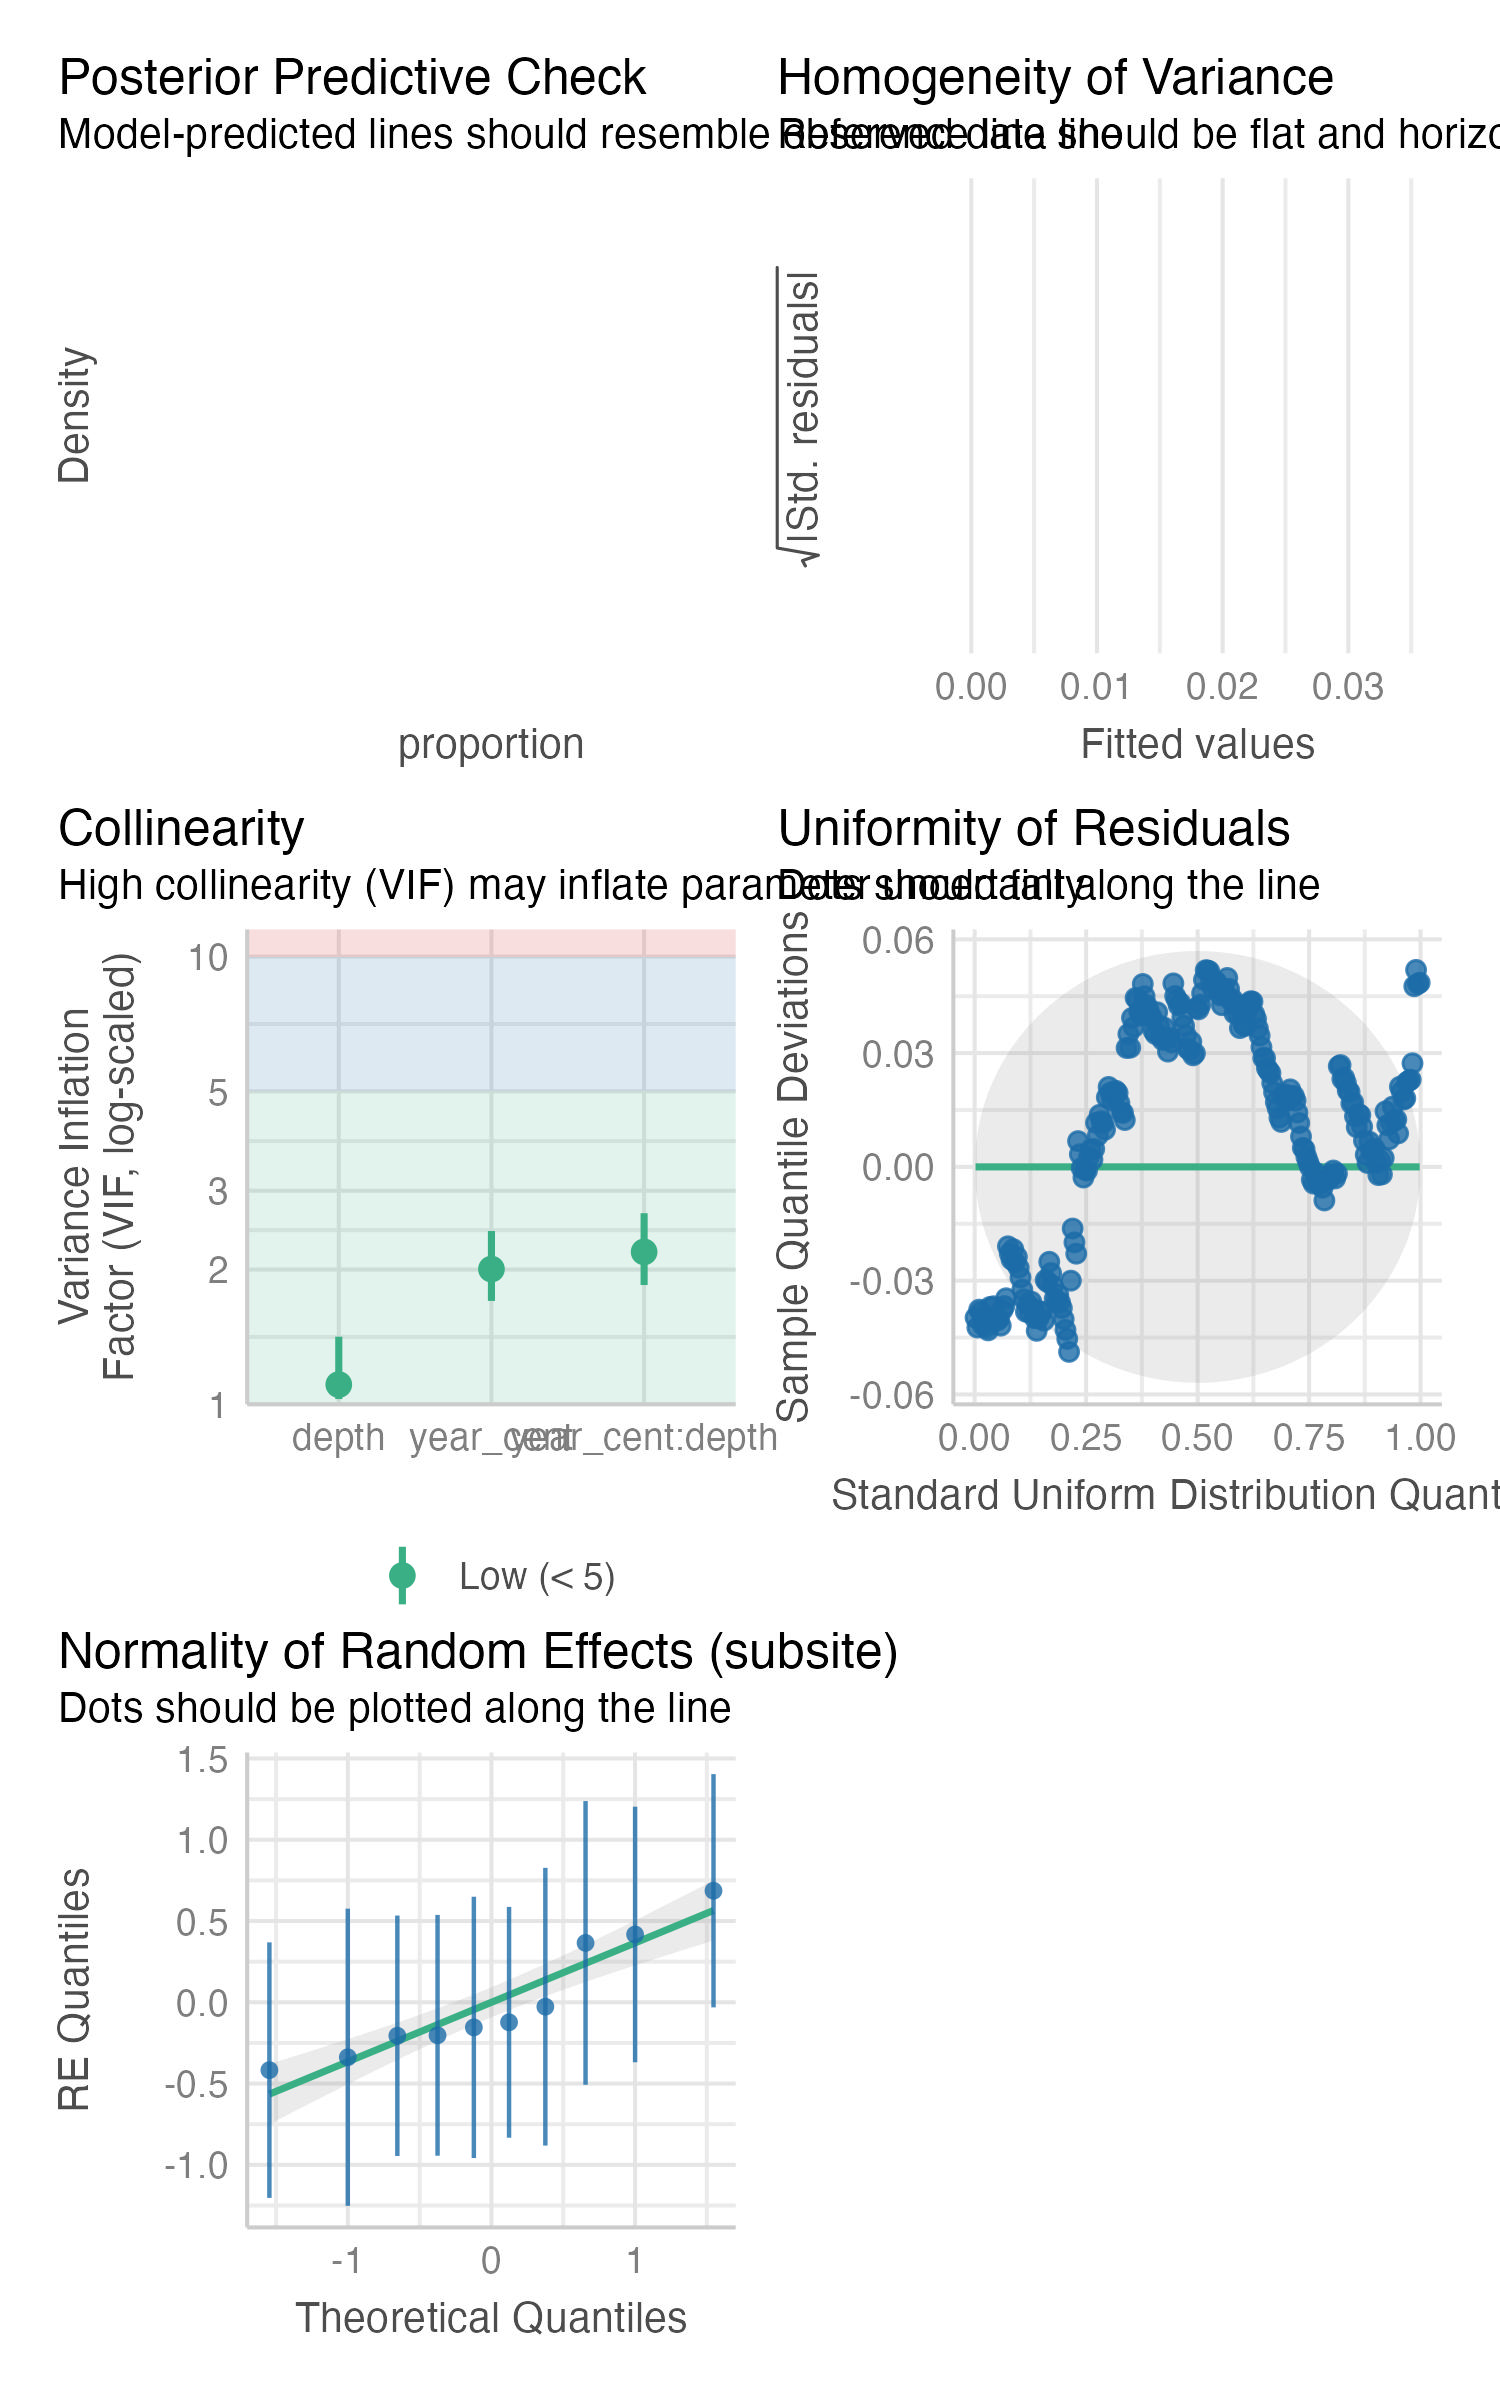 Posterior Predictive Check
Model-predicted lines should resemble observed data line
Density
proportion
Homogeneity of Variance
Reference line should be flat and horizo
√|Std. residuals|
0.00 0.01 0.02 0.03
Fitted values
Collinearity
High collinearity (VIF) may inflate parameter uncertainty
Variance Inflation
Factor (VIF, log-scaled)
10
5
3
2
1
depth year_cent year_cent:depth
Low (< 5)
Uniformity of Residuals
Dots should fall along the line
Sample Quantile Deviations
0.06
0.03
0.00
-0.03
-0.06
0.00 0.25 0.50 0.75 1.00
Standard Uniform Distribution Quant
Normality of Random Effects (subsite)
Dots should be plotted along the line
RE Quantiles
1.5
1.0
0.5
0.0
-0.5
-1.0
-1 0 1
Theoretical Quantiles